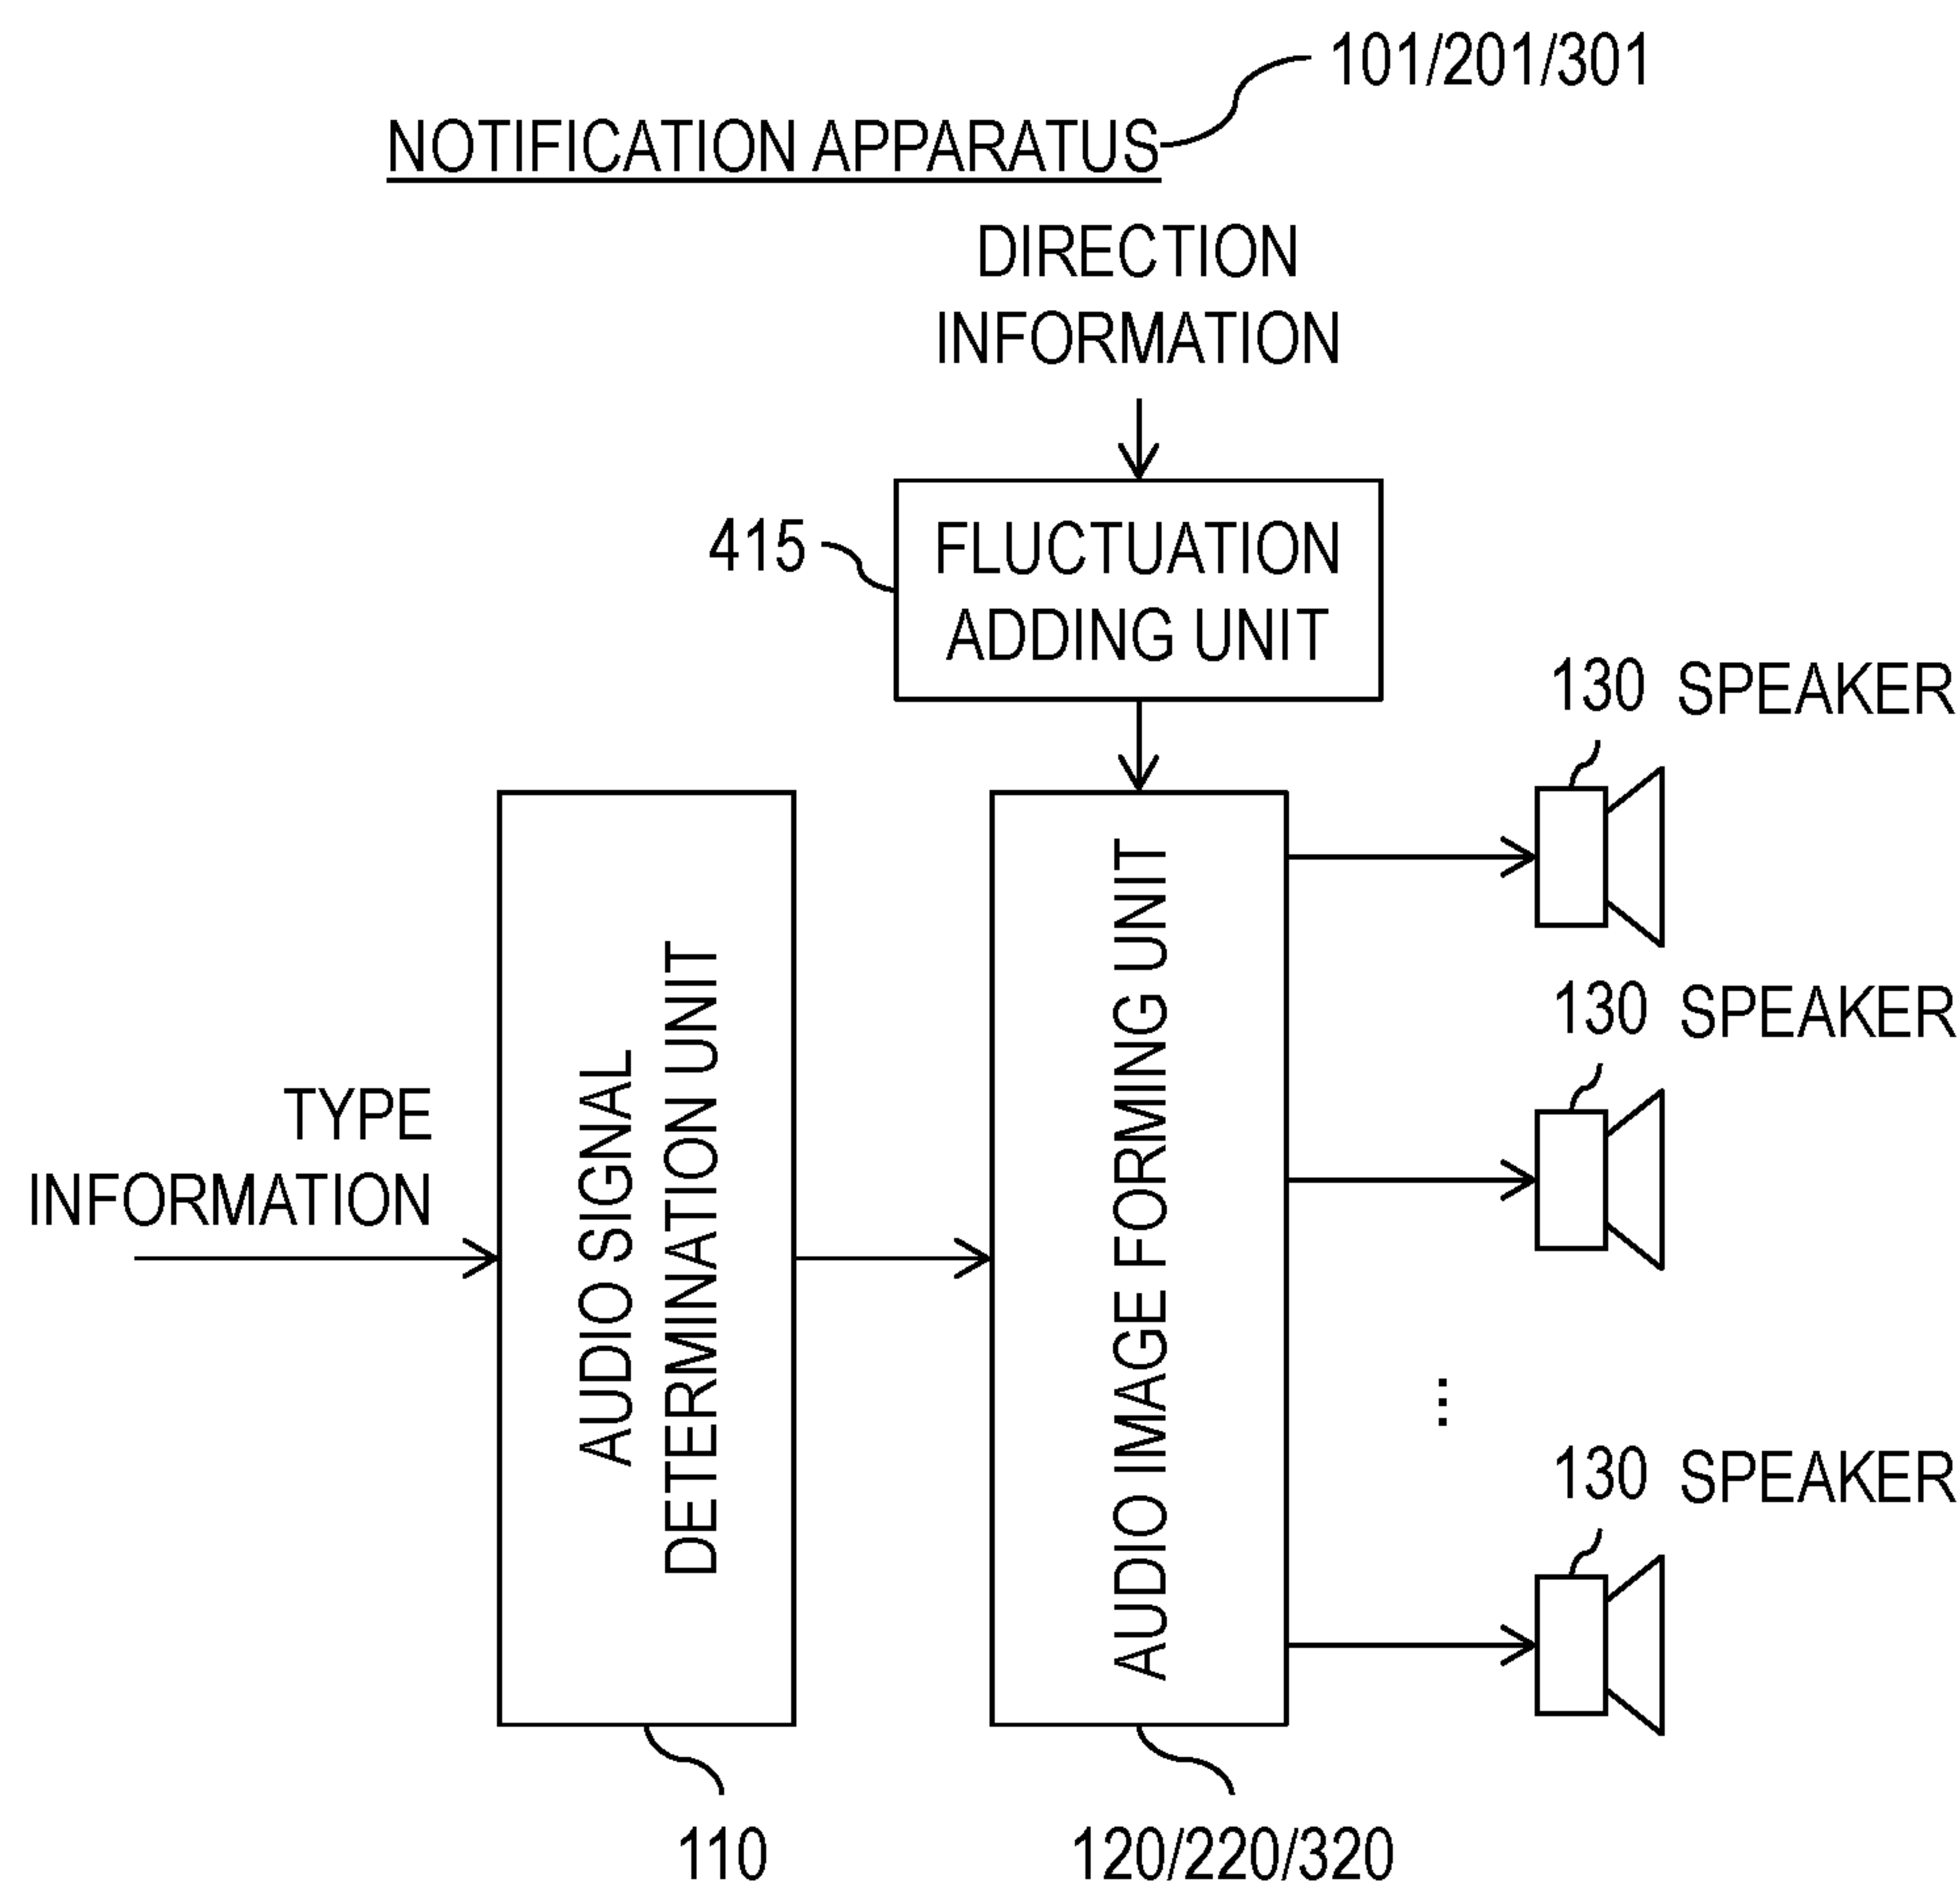 101/201/301
NOTIFICATION APPARATUS
DIRECTION
INFORMATION
415
FLUCTUATION
ADDING UNIT
130 SPEAKER
130 SPEAKER
TYPE
INFORMATION
AUDIO SIGNAL
DETERMINATION UNIT
AUDIO IMAGE FORMING UNIT
...
130 SPEAKER
110
120/220/320